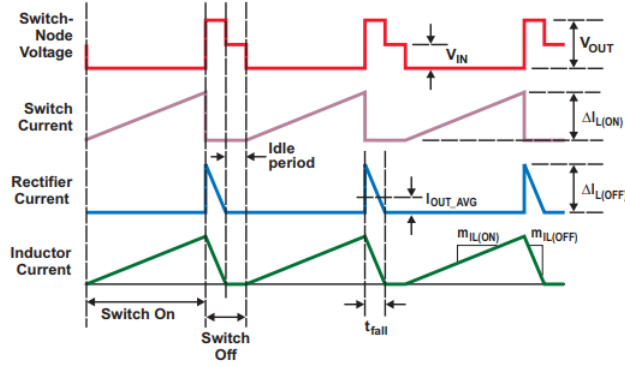 Switch-
Node
Voltage
V_IN
V_OUT
Switch
Current
ΔI_L(ON)
Idle
period
Rectifier
Current
I_OUT_AVG
ΔI_L(OFF)
Inductor
Current
m_IL(ON)
m_IL(OFF)
Switch On
Switch
Off
t_fall